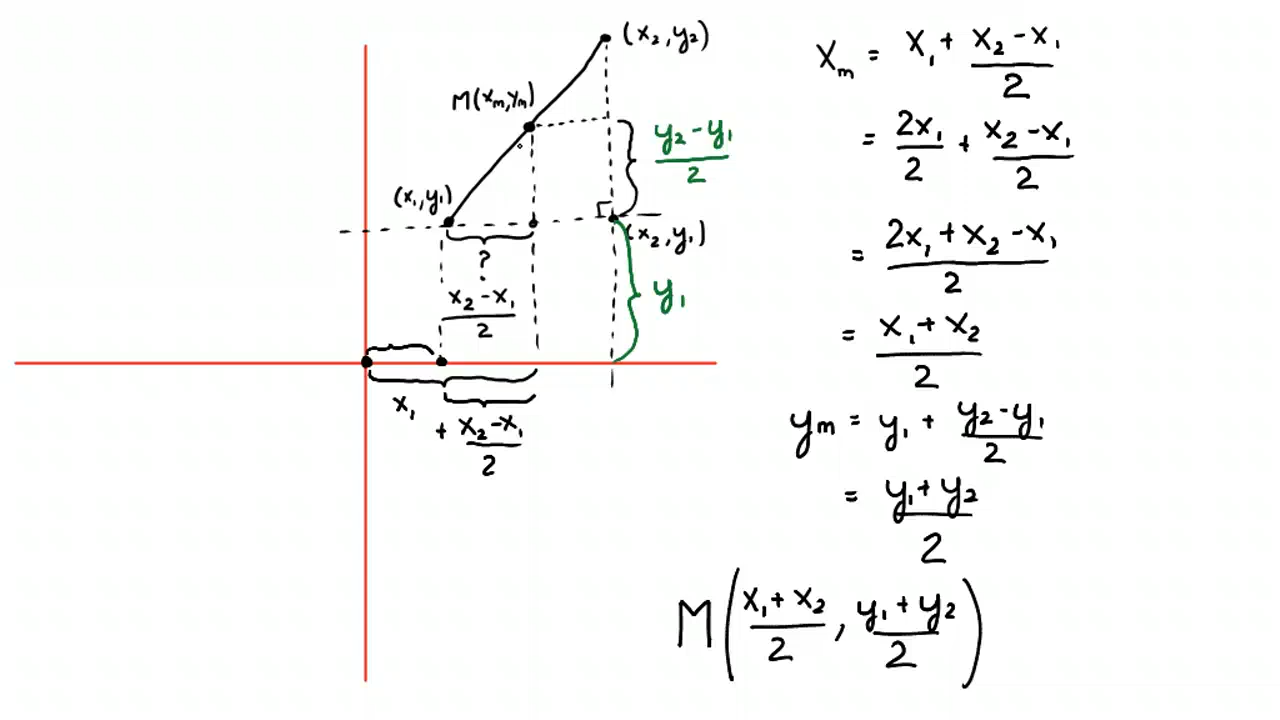 (x₂, y₂)
M(xₘ, yₘ)
(y₂ - y₁)/2
(x₁, y₁)
(x₂, y₁)
?
(x₂ - x₁)/2
y₁
x₁
+ (x₂ - x₁)/2
xₘ = x₁ + (x₂ - x₁)/2
= 2x₁/2 + (x₂ - x₁)/2
= (2x₁ + x₂ - x₁)/2
= (x₁ + x₂)/2
yₘ = y₁ + (y₂ - y₁)/2
= (y₁ + y₂)/2
M((x₁ + x₂)/2, (y₁ + y₂)/2)